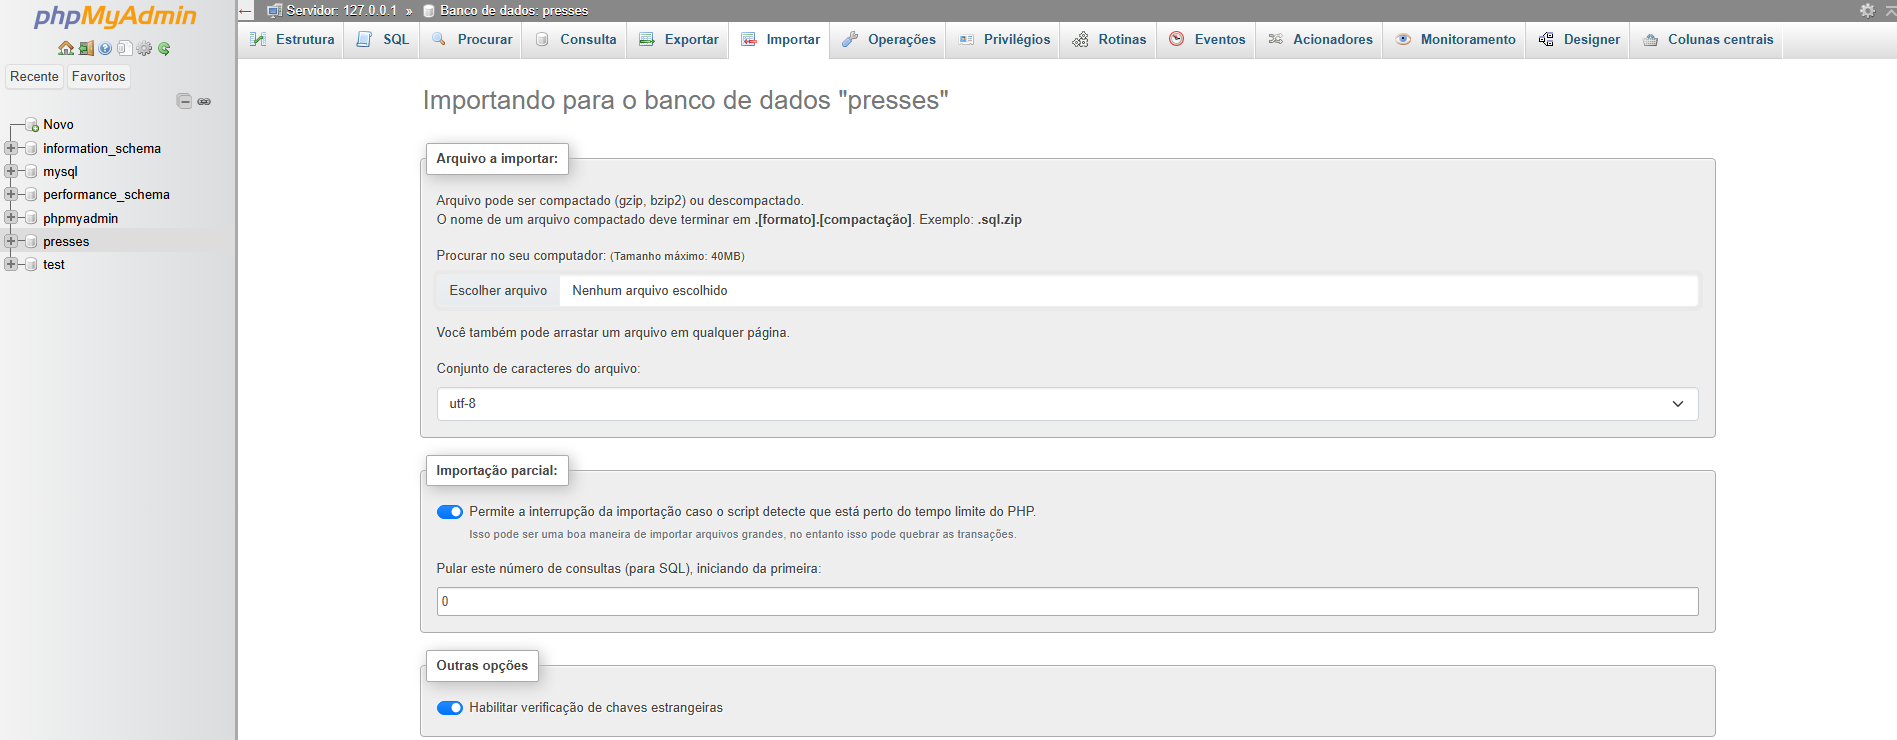 phpMyAdmin
Recente Favoritos
Novo
information_schema
mysql
performance_schema
phpmyadmin
presses
test
Servidor: 127.0.0.1 » Banco de dados: presses
Estrutura SQL Procurar Consulta Exportar Importar Operações Privilégios Rotinas Eventos Acionadores Monitoramento Designer Colunas centrais
Importando para o banco de dados "presses"
Arquivo a importar:
Arquivo pode ser compactado (gzip, bzip2) ou descompactado.
O nome de um arquivo compactado deve terminar em .[formato].[compactação]. Exemplo: .sql.zip
Procurar no seu computador: (Tamanho máximo: 40MB)
Escolher arquivo Nenhum arquivo escolhido
Você também pode arrastar um arquivo em qualquer página.
Conjunto de caracteres do arquivo:
utf-8
Importação parcial:
Permite a interrupção da importação caso o script detecte que está perto do tempo limite do PHP.
Isso pode ser uma boa maneira de importar arquivos grandes, no entanto isso pode quebrar as transações.
Pular este número de consultas (para SQL), iniciando da primeira:
0
Outras opções
Habilitar verificação de chaves estrangeiras